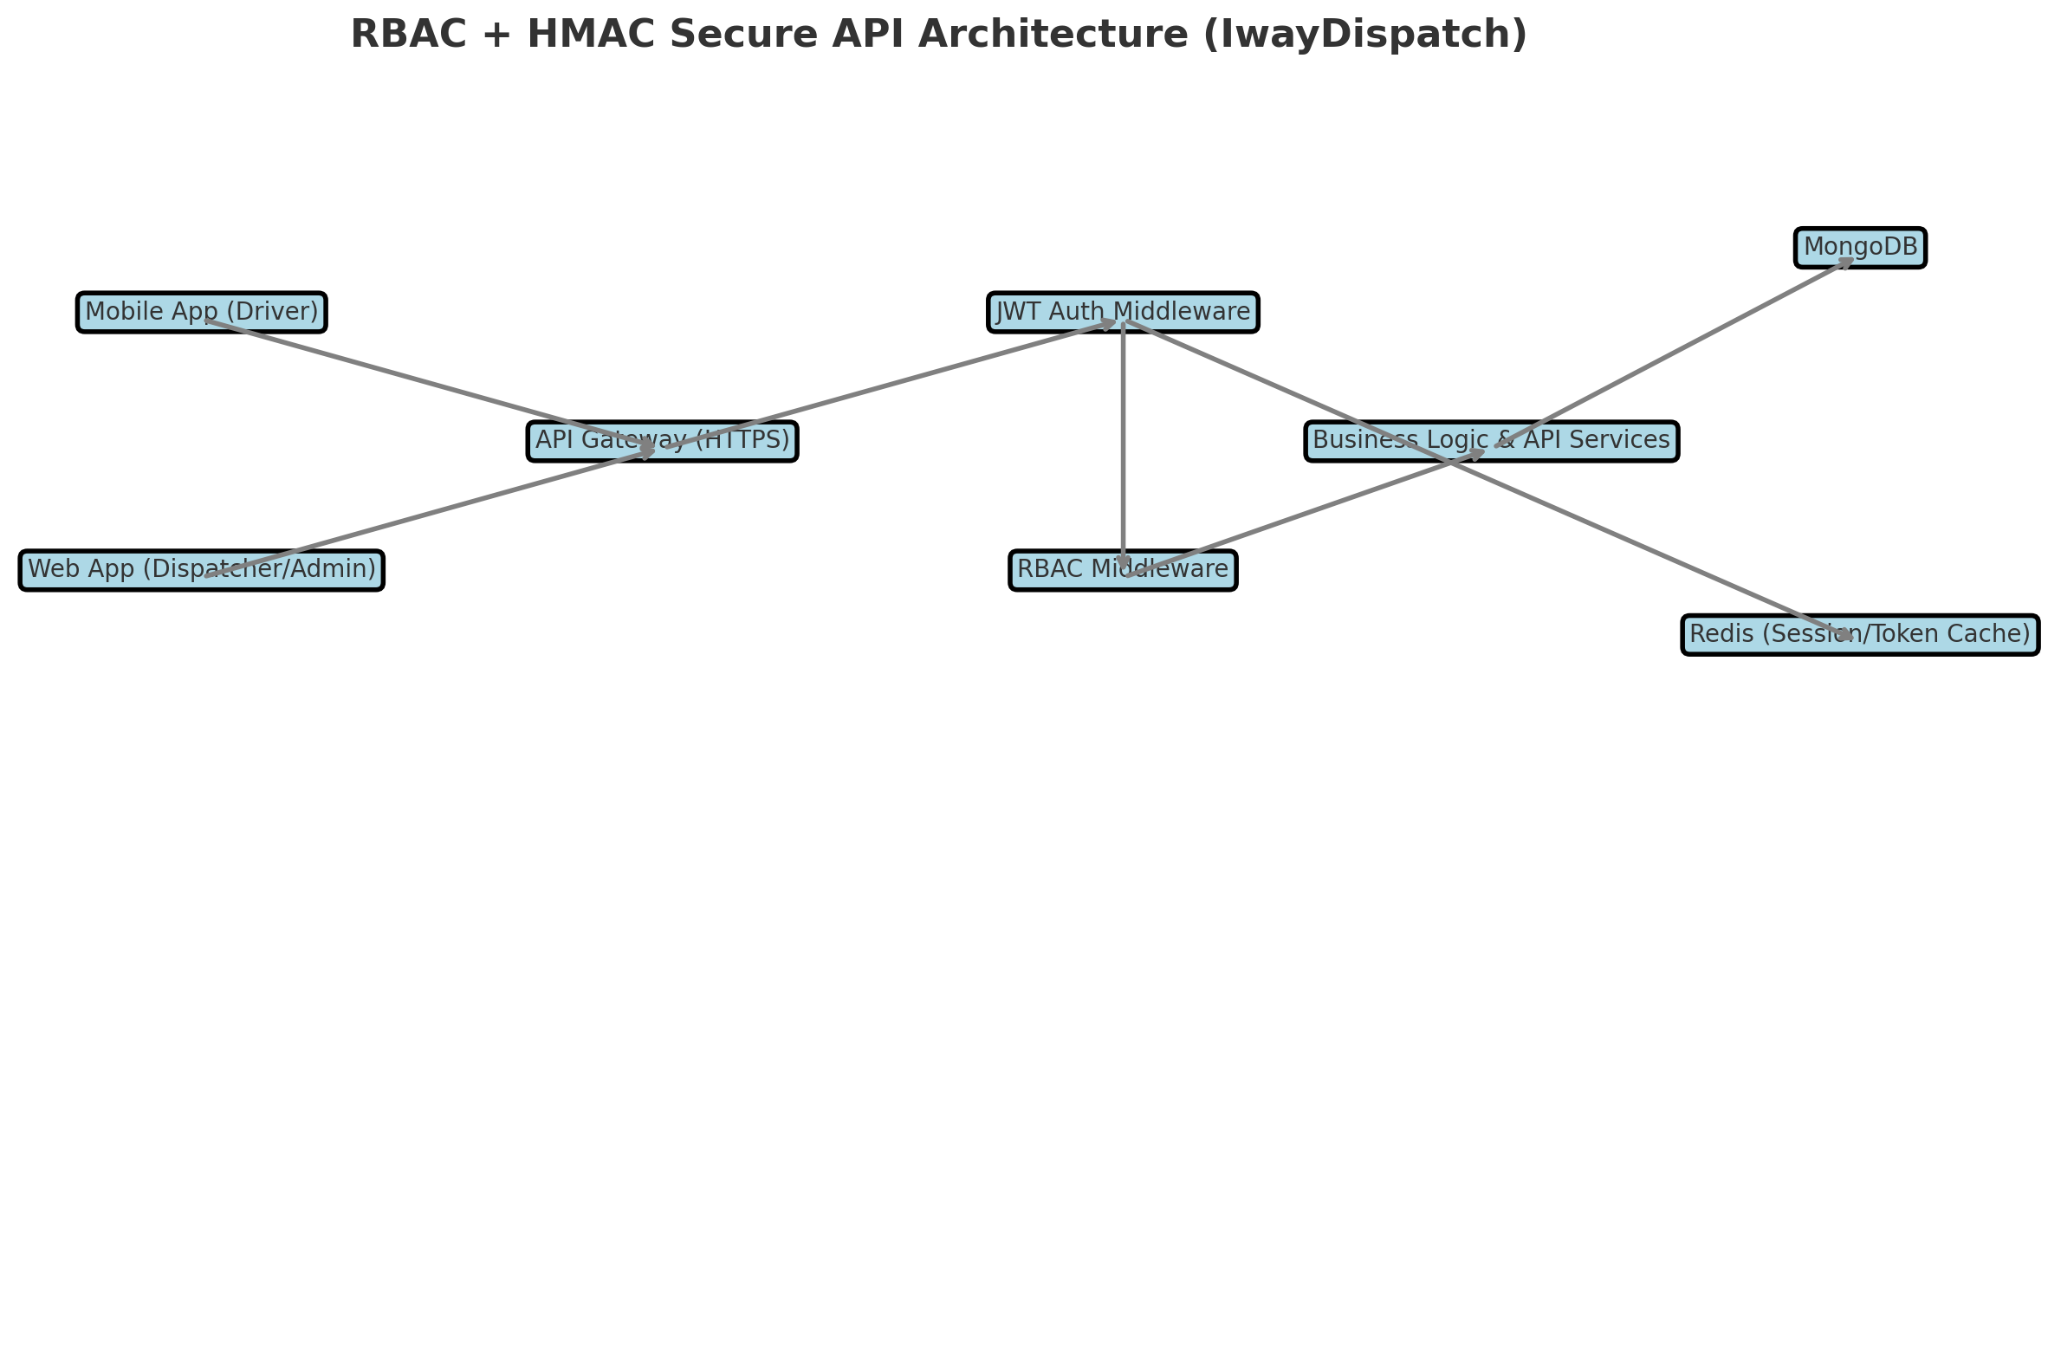 RBAC + HMAC Secure API Architecture (IwayDispatch)
MongoDB
Mobile App (Driver)
JWT Auth Middleware
API Gateway (HTTPS)
Business Logic & API Services
Web App (Dispatcher/Admin)
RBAC Middleware
Redis (Session/Token Cache)